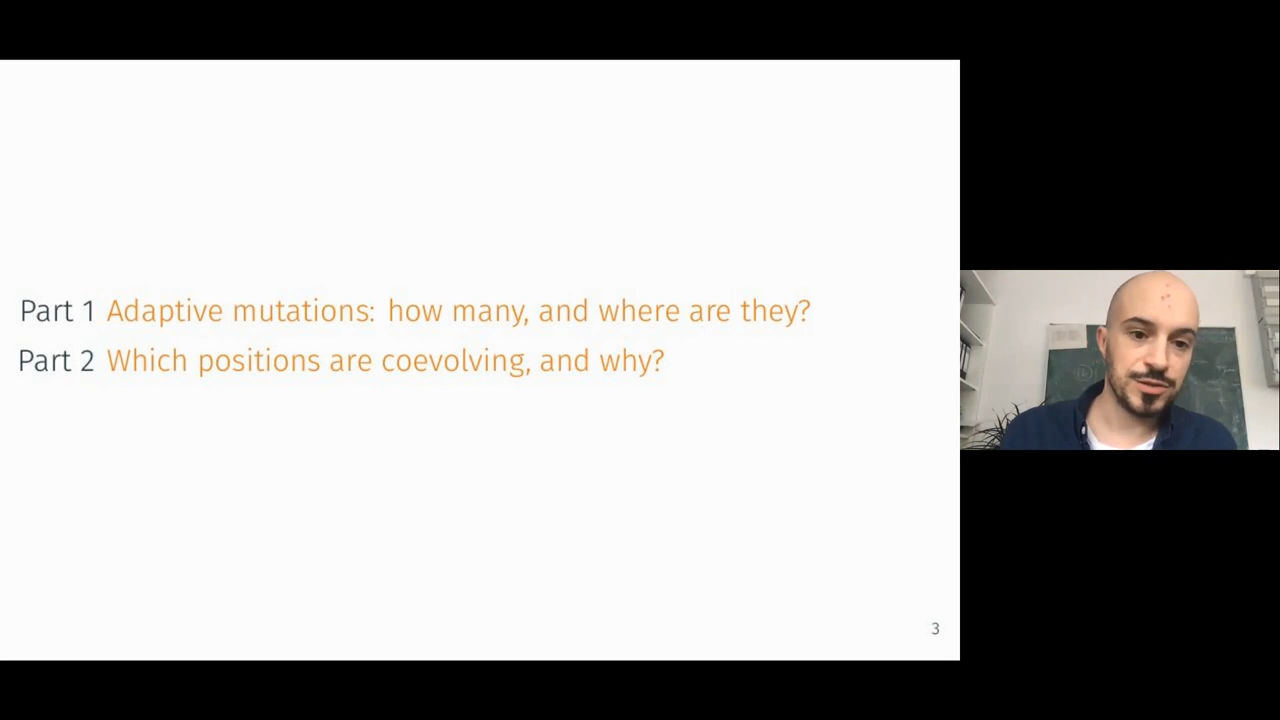 Part 1 Adaptive mutations: how many, and where are they?
Part 2 Which positions are coevolving, and why?
3